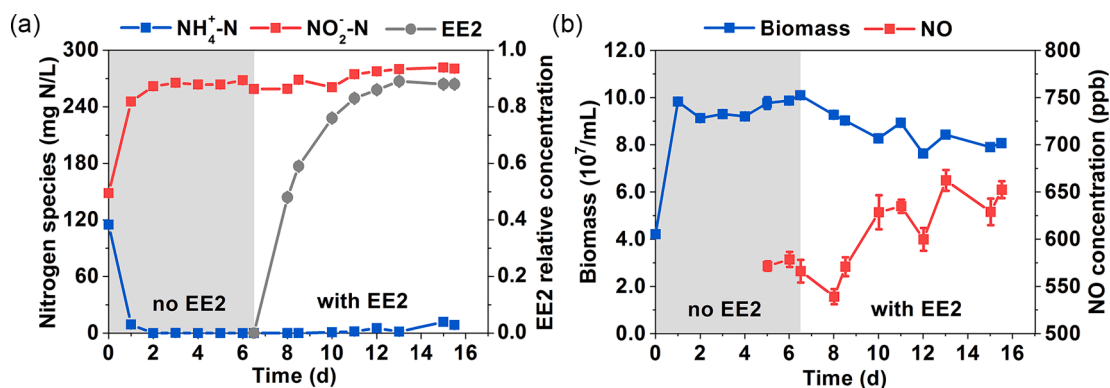 (a)
NH₄⁺-N NO₂⁻-N EE2
Nitrogen species (mg N/L)
300
240
180
120
60
0
no EE2
with EE2
1.0
0.8
0.6
0.4
0.2
0.0
EE2 relative concentration
0 2 4 6 8 10 12 14 16
Time (d)
(b)
Biomass NO
Biomass (10⁷/mL)
12.0
10.0
8.0
6.0
4.0
2.0
0.0
no EE2
with EE2
800
750
700
650
600
550
500
NO concentration (ppb)
0 2 4 6 8 10 12 14 16
Time (d)